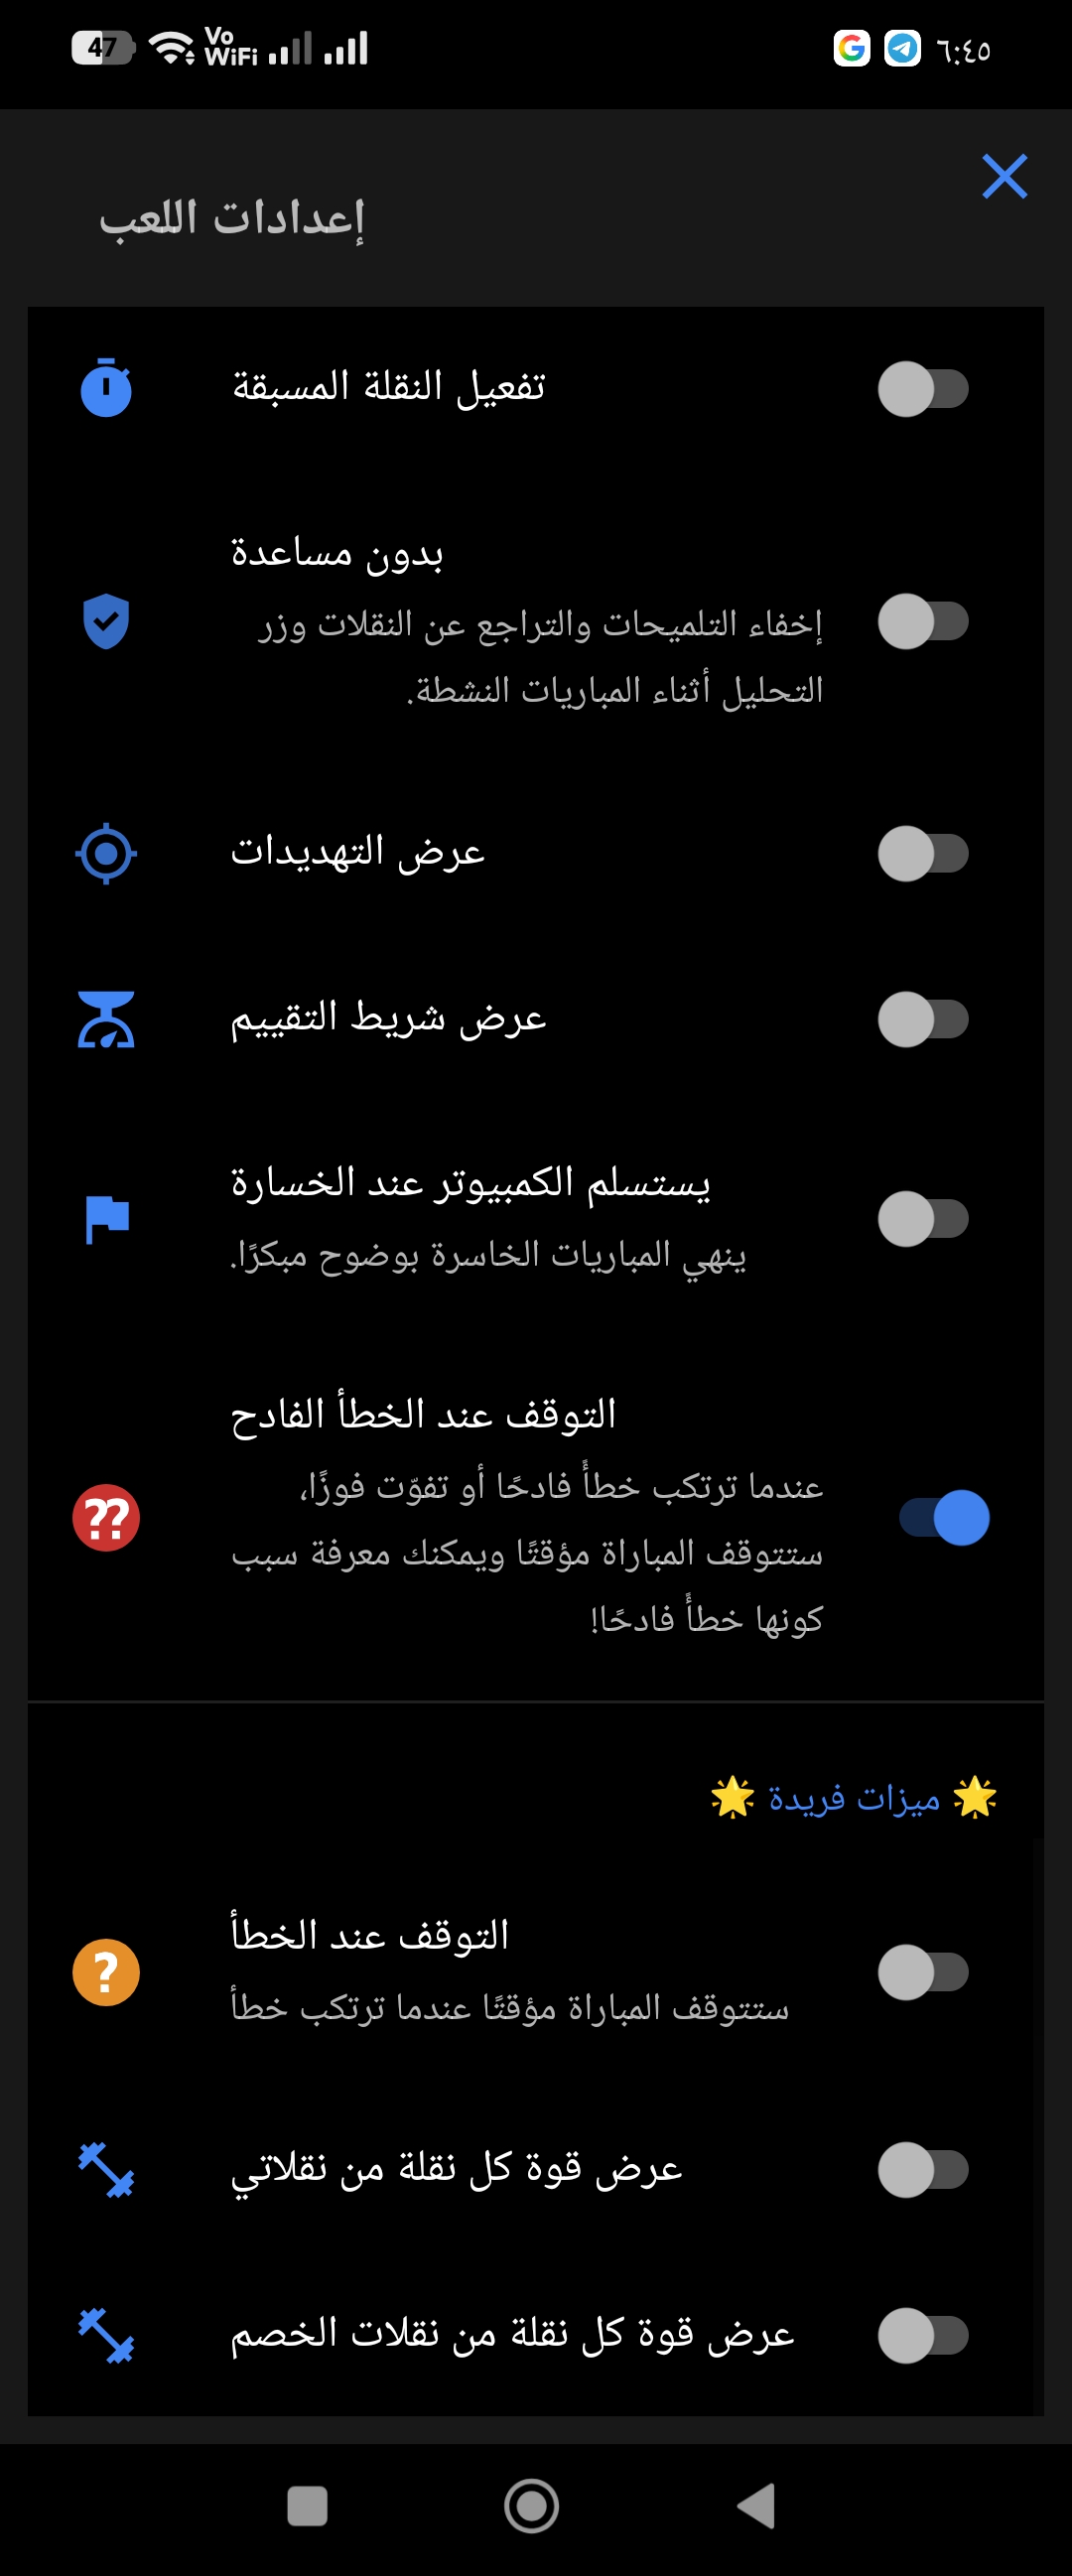 47 Vo WiFi ٦:٤٥
إعدادات اللعب
تفعيل النقلة المسبقة
بدون مساعدة
إخفاء التلميحات والتراجع عن النقلات وزر
التحليل أثناء المباريات النشطة.
عرض التهديدات
عرض شريط التقييم
يستسلم الكمبيوتر عند الخسارة
ينهي المباريات الخاسرة بوضوح مبكرًا.
التوقف عند الخطأ الفادح
عندما ترتكب خطأً فادحًا أو تفوّت فوزًا،
ستتوقف المباراة مؤقتًا ويمكنك معرفة سبب
كونها خطأً فادحًا!
??
🌟 ميزات فريدة 🌟
التوقف عند الخطأ
ستتوقف المباراة مؤقتًا عندما ترتكب خطأ
?
عرض قوة كل نقلة من نقلاتي
عرض قوة كل نقلة من نقلات الخصم